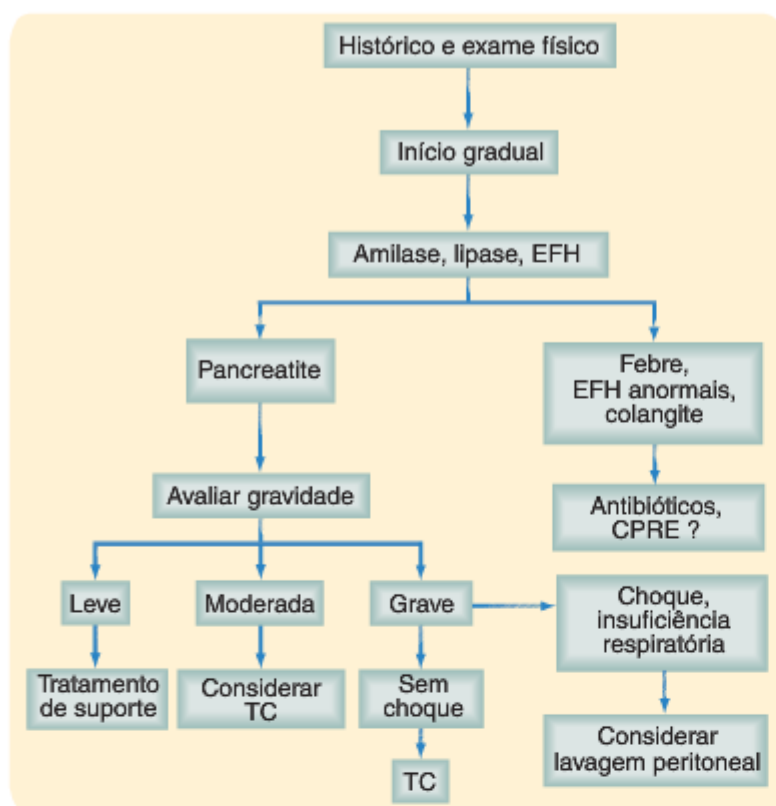 Histórico e exame físico
Início gradual
Amilase, lipase, EFH
Pancreatite
Febre,
EFH anormais,
colangite
Avaliar gravidade
Antibióticos,
CPRE ?
Leve
Moderada
Grave
Choque,
insuficiência
respiratória
Tratamento
de suporte
Considerar
TC
Sem
choque
Considerar
lavagem peritoneal
TC